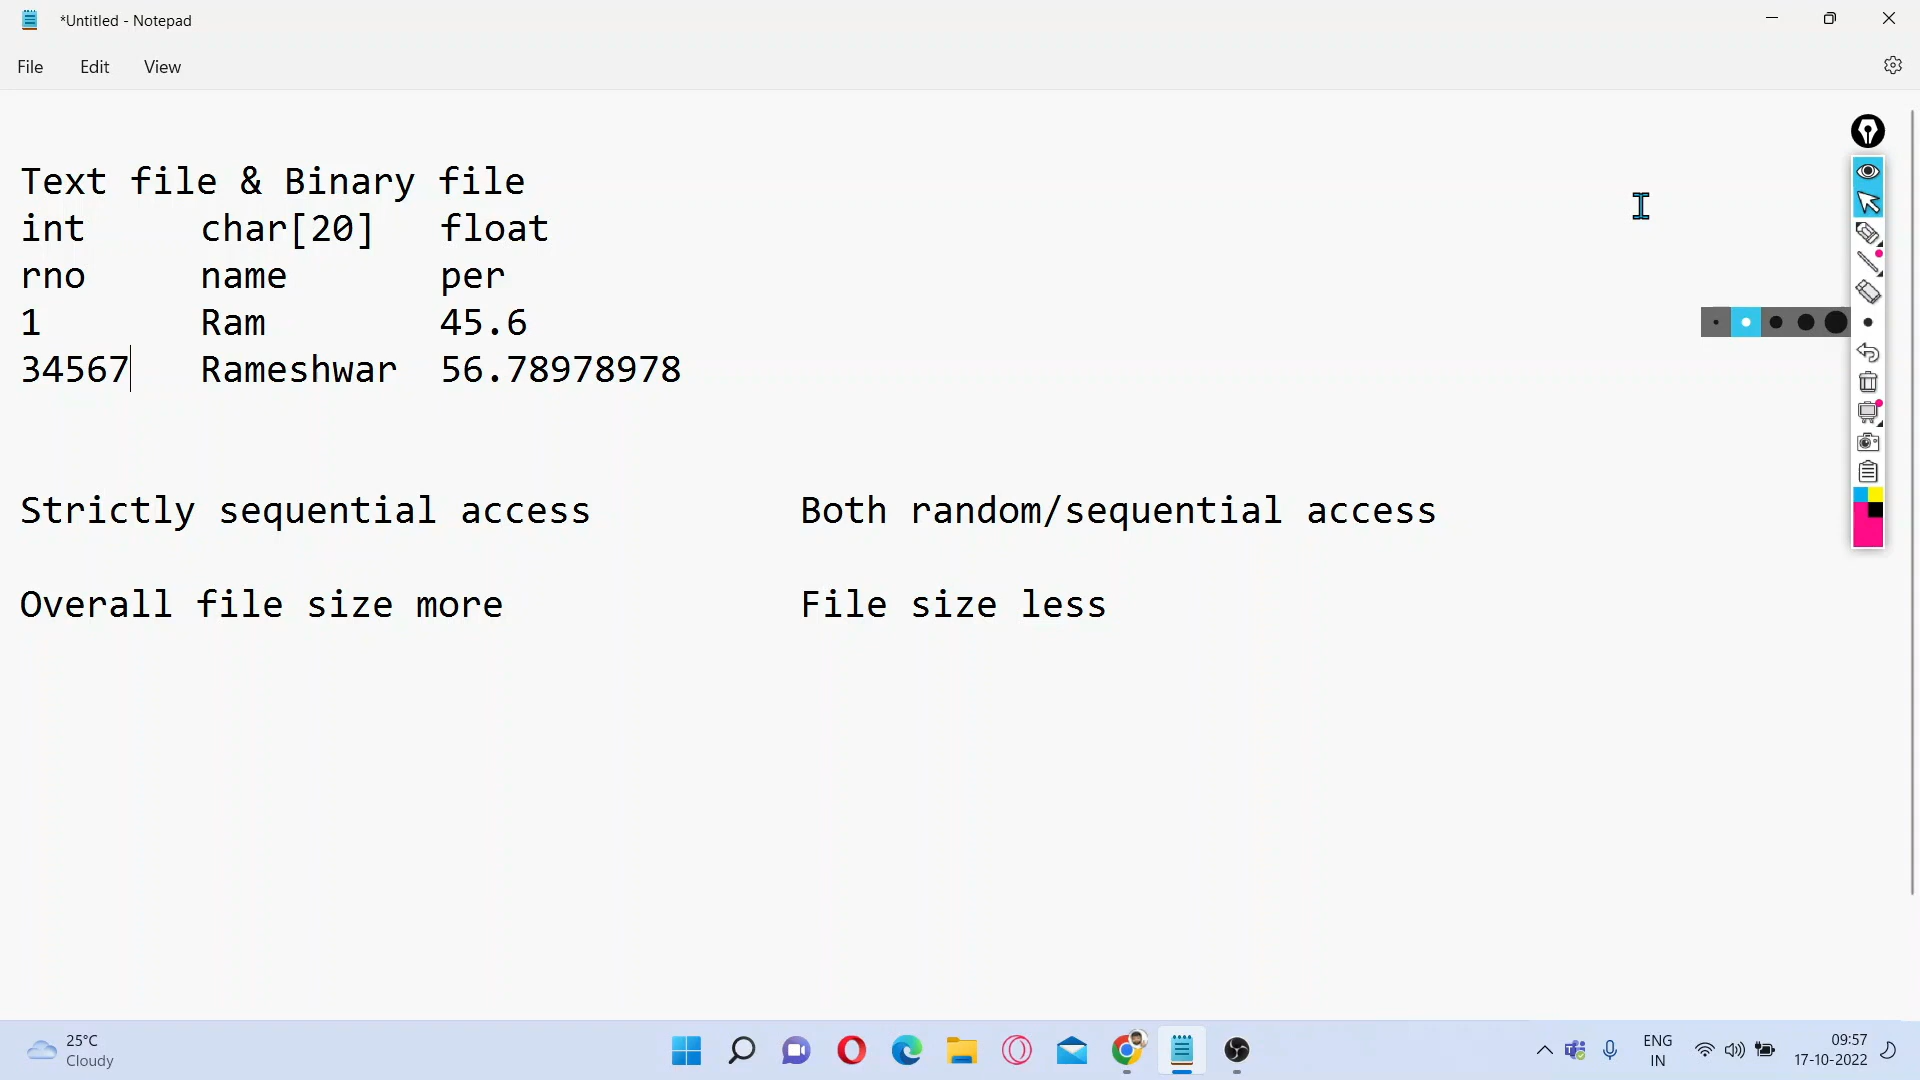 *Untitled - Notepad
File Edit View
Text file & Binary file
int char[20] float
rno name per
1 Ram 45.6
34567 Rameshwar 56.78978978
Strictly sequential access Both random/sequential access
Overall file size more File size less
25°C
Cloudy
ENG
IN
09:57
17-10-2022